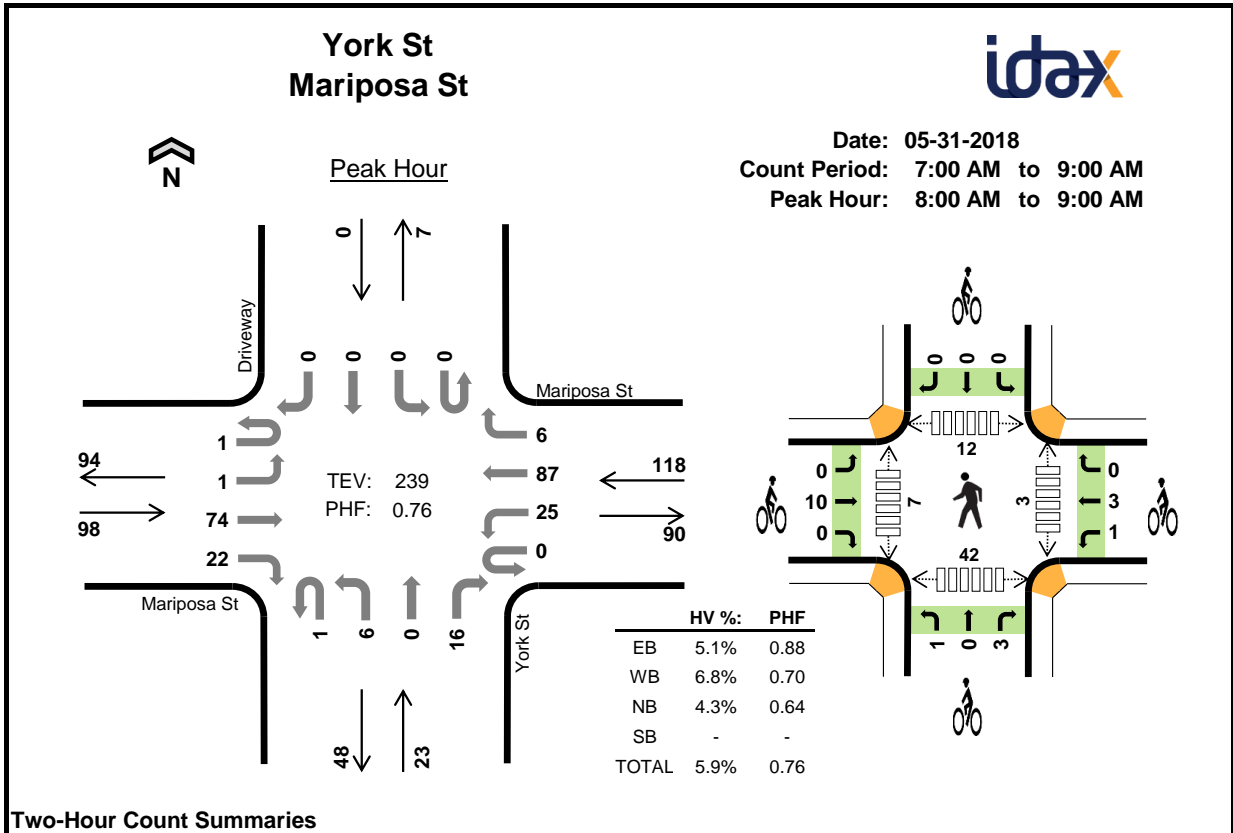 York St
Mariposa St
idax
Date: 05-31-2018
Count Period: 7:00 AM to 9:00 AM
Peak Hour: 8:00 AM to 9:00 AM
N
Peak Hour
0
7
Driveway
0 0 0 0
Mariposa St
1
1
74
22
94
98
TEV: 239
PHF: 0.76
6
87
25
0
118
90
Mariposa St
1 6 0 16
York St
48
23
HV %: PHF
EB 5.1% 0.88
WB 6.8% 0.70
NB 4.3% 0.64
SB - -
TOTAL 5.9% 0.76
0 0 0
12
0
10
0
7
3
0
3
1
42
1 0 3
Two-Hour Count Summaries